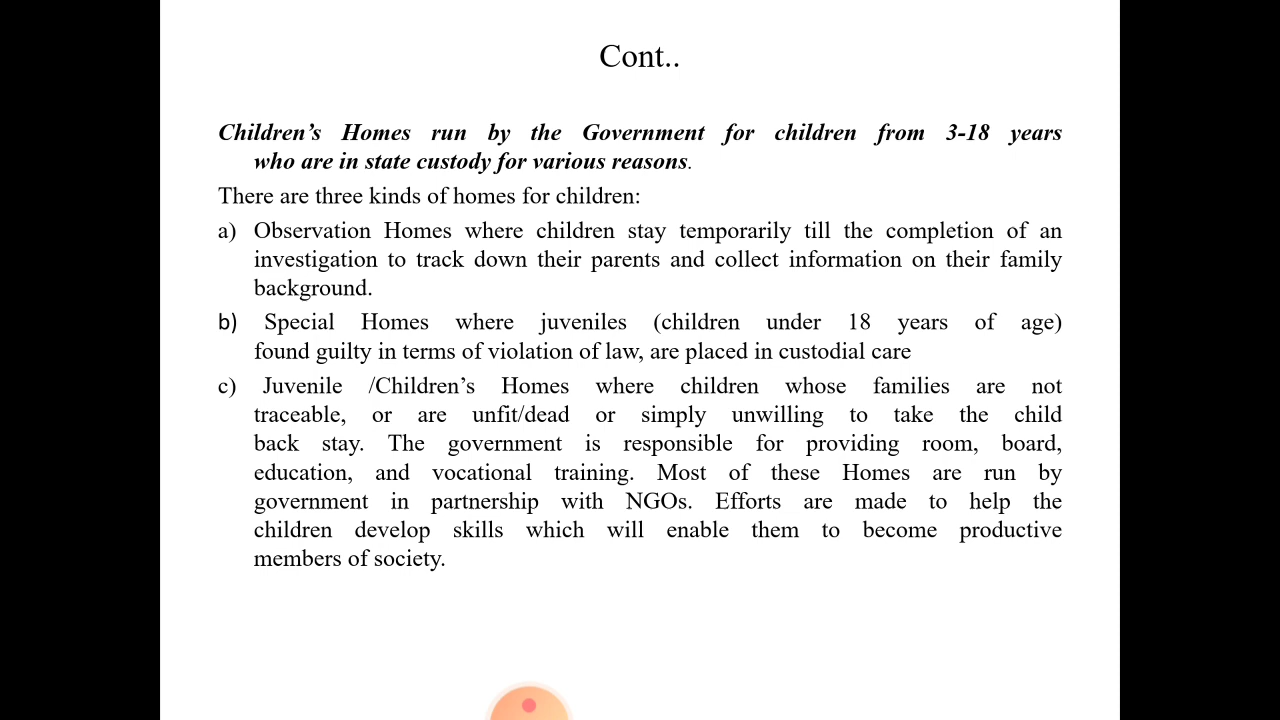 Cont..
Children’s Homes run by the Government for children from 3-18 years
who are in state custody for various reasons.
There are three kinds of homes for children:
a) Observation Homes where children stay temporarily till the completion of an
investigation to track down their parents and collect information on their family
background.
b) Special Homes where juveniles (children under 18 years of age)
found guilty in terms of violation of law, are placed in custodial care
c) Juvenile /Children’s Homes where children whose families are not
traceable, or are unfit/dead or simply unwilling to take the child
back stay. The government is responsible for providing room, board,
education, and vocational training. Most of these Homes are run by
government in partnership with NGOs. Efforts are made to help the
children develop skills which will enable them to become productive
members of society.